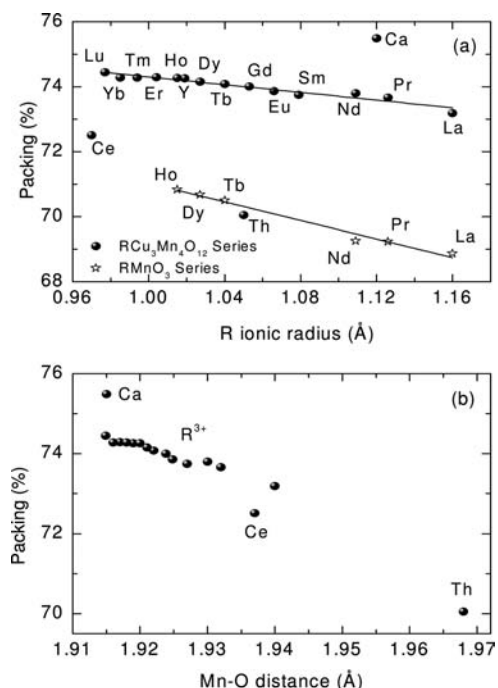 76
(a)
Ca
Lu
Tm
Ho
Dy
Gd
Sm
74
Yb
Er
Y
Tb
Eu
Nd
Pr
La
Packing (%)
72
Ce
Ho
Tb
70
Dy
Th
Pr
La
Nd
RCu₃Mn₄O₁₂ Series
RMnO₃ Series
68
0.96 1.00 1.04 1.08 1.12 1.16
R ionic radius (Å)
76
(b)
Ca
R³⁺
74
Packing (%)
72
Ce
Th
70
1.91 1.92 1.93 1.94 1.95 1.96 1.97
Mn-O distance (Å)